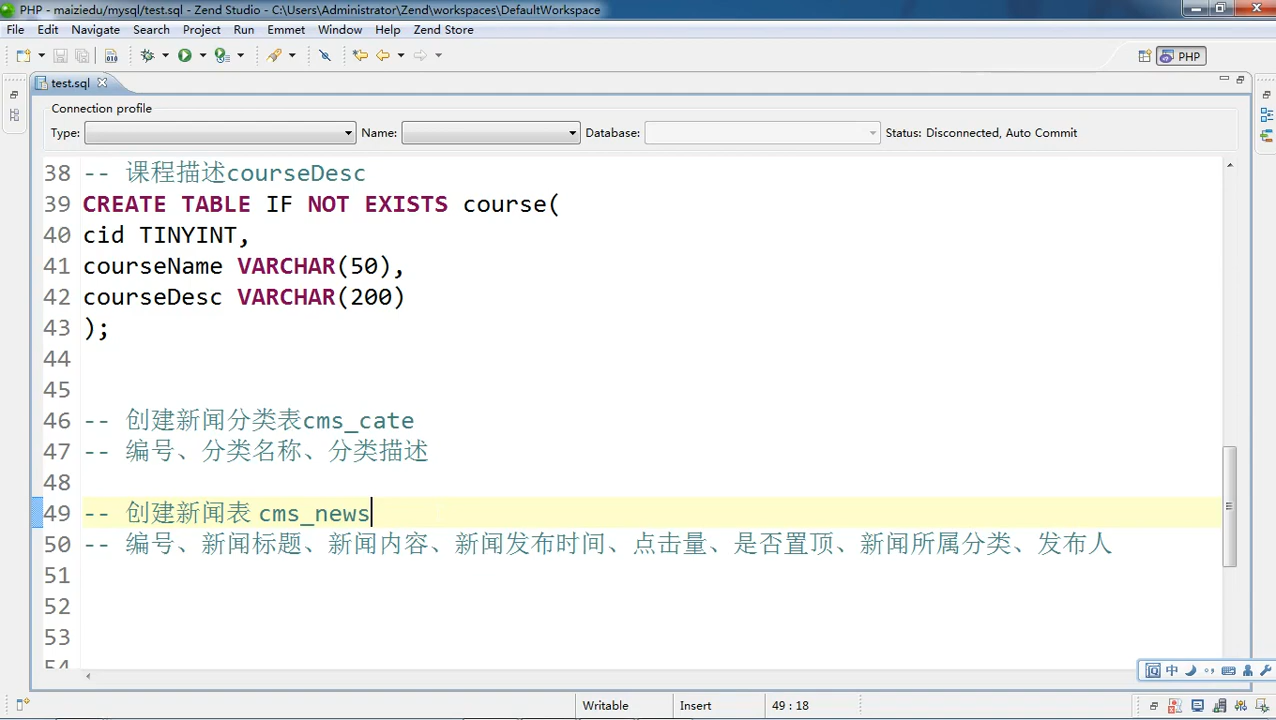 PHP - maiziedu/mysql/test.sql - Zend Studio - C:\Users\Administrator\Zend\workspaces\DefaultWorkspace
File Edit Navigate Search Project Run Emmet Window Help Zend Store
PHP
test.sql
Connection profile
Type: Name: Database: Status: Disconnected, Auto Commit
38 -- 课程描述courseDesc
39 CREATE TABLE IF NOT EXISTS course(
40 cid TINYINT,
41 courseName VARCHAR(50),
42 courseDesc VARCHAR(200)
43 );
44
45
46 -- 创建新闻分类表cms_cate
47 -- 编号、分类名称、分类描述
48
49 -- 创建新闻表 cms_news
50 -- 编号、新闻标题、新闻内容、新闻发布时间、点击量、是否置顶、新闻所属分类、发布人
51
52
53
54
中
Writable Insert 49 : 18